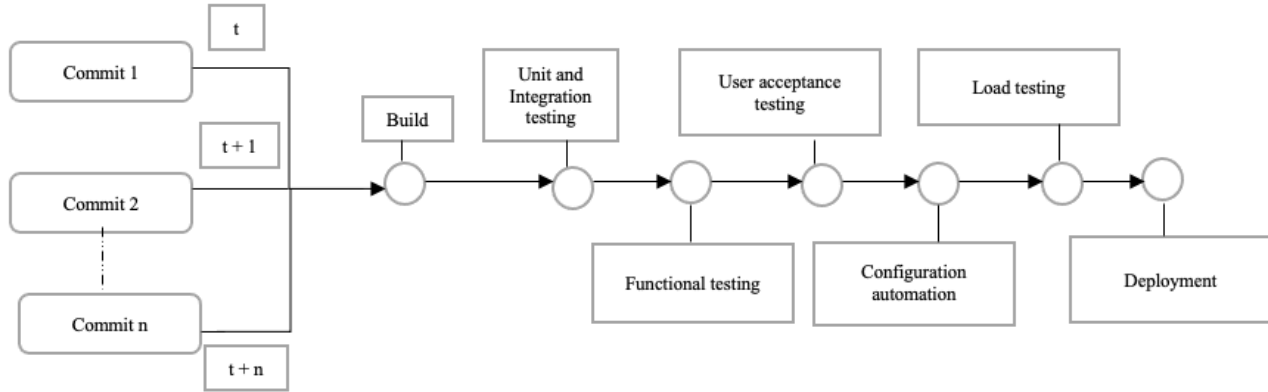 t
Commit 1
t + 1
Commit 2
Commit n
t + n
Build
Unit and
Integration
testing
Functional testing
User acceptance
testing
Configuration
automation
Load testing
Deployment